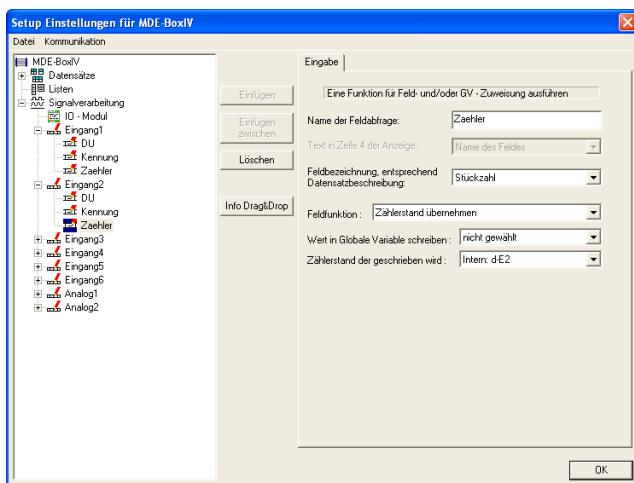 Setup Einstellungen für MDE-BoxIV
Datei Kommunikation
MDE-BoxIV
Datensätze
Listen
Signalverarbeitung
IO - Modul
Eingang1
DU
Kennung
Zaehler
Eingang2
DU
Kennung
Zaehler
Eingang3
Eingang4
Eingang5
Eingang6
Analog1
Analog2
Einfügen
Einfügen
zwischen
Löschen
Info Drag&Drop
Eingabe
Eine Funktion für Feld- und/oder GV - Zuweisung ausführen
Name der Feldabfrage: Zaehler
Text in Zeile 4 der Anzeige: Name des Feldes
Feldbezeichnung, entsprechend
Datensatzbeschreibung: Stückzahl
Feldfunktion : Zählerstand übernehmen
Wert in Globale Variable schreiben : nicht gewählt
Zählerstand der geschrieben wird : Intern: d-E2
OK